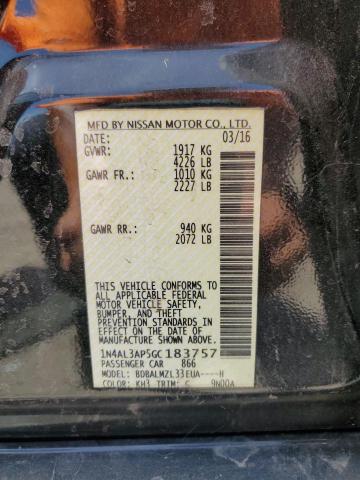 MFD BY NISSAN MOTOR CO., LTD.
DATE: 03/16
GVWR: 1917 KG
4226 LB
GAWR FR.: 1010 KG
2227 LB
GAWR RR.: 940 KG
2072 LB
THIS VEHICLE CONFORMS TO
ALL APPLICABLE FEDERAL
MOTOR VEHICLE SAFETY,
BUMPER, AND THEFT
PREVENTION STANDARDS IN
EFFECT ON THE DATE OF
MANUFACTURE SHOWN ABOVE.
1N4AL3AP5GC183757
PASSENGER CAR 866
MODEL: BDBALMZL33EUA----H
COLOR: KH3 TRIM: C 9N00A